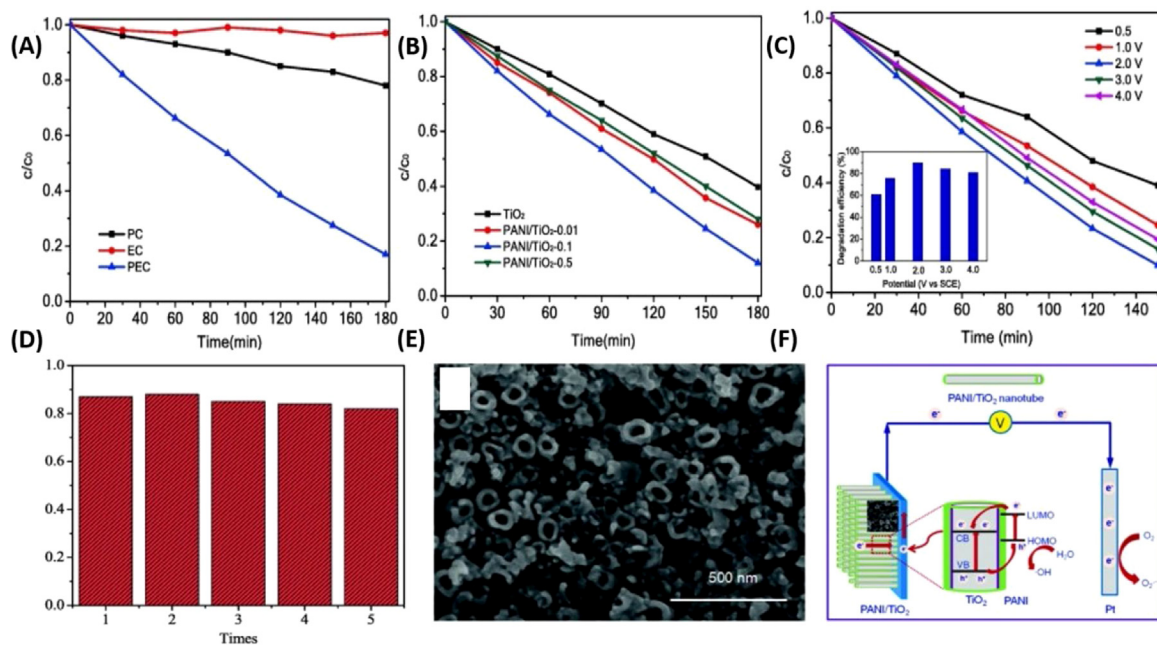 (A)
1.0
0.8
0.6
0.4
0.2
0.0
c/c₀
PC
EC
PEC
0 30 60 90 120 150 180
Time(min)
(B)
1.0
0.8
0.6
0.4
0.2
0.0
c/c₀
TiO₂
PANI/TiO₂-0.01
PANI/TiO₂-0.1
PANI/TiO₂-0.5
0 30 60 90 120 150 180
Time(min)
(C)
1.0
0.8
0.6
0.4
0.2
0.0
c/c₀
0.5
1.0 V
2.0 V
3.0 V
4.0 V
100
80
60
40
20
0
Degradation efficiency (%)
0.5 1.0 2.0 3.0 4.0
Potential (V vs SCE)
0 20 40 60 80 100 120 140
Time (min)
(D)
1.0
0.8
0.6
0.4
0.2
0.0
1 2 3 4 5
Times
(E)
500 nm
(F)
PANI/TiO₂ nanotube
e⁻ V e⁻
e⁻ e⁻
CB
VB
h⁺ h⁺
e⁻
LUMO
HOMO
h⁺
H₂O
OH
TiO₂
PANI
PANI/TiO₂
e⁻
e⁻
e⁻
e⁻
O₂
O₂⁻
Pt